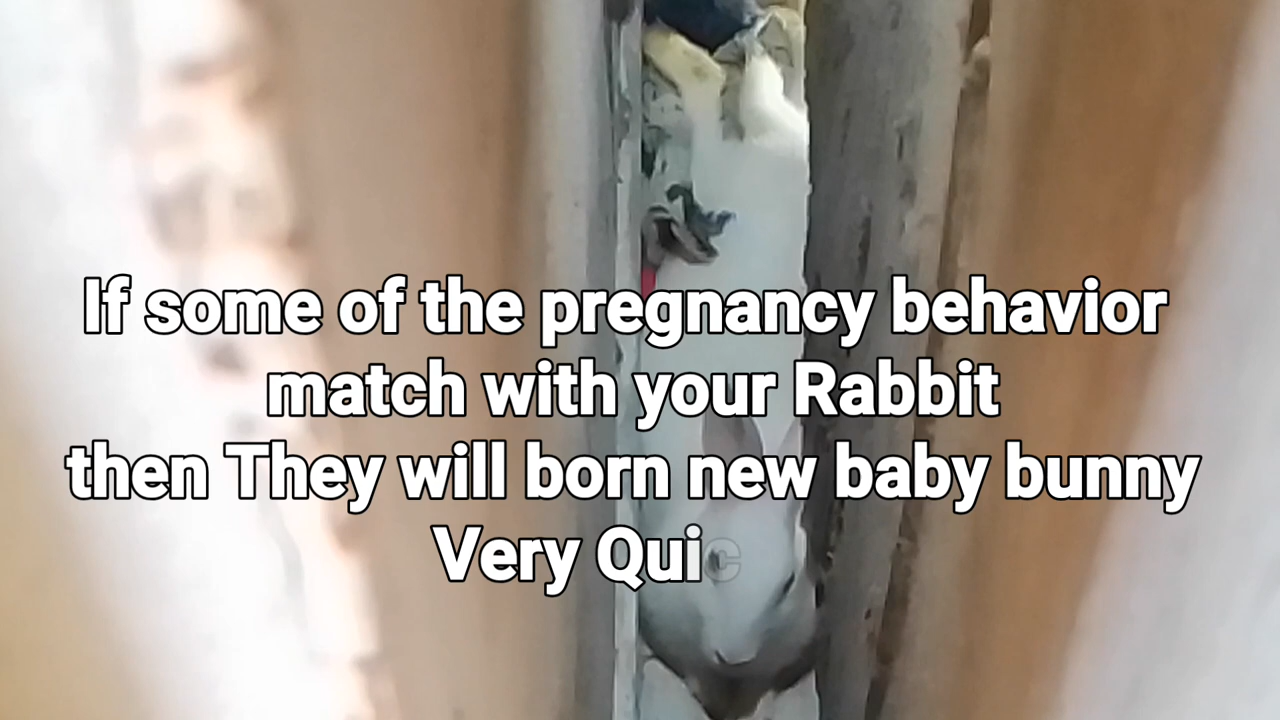 If some of the pregnancy behavior
match with your Rabbit
then They will born new baby bunny
Very Quic